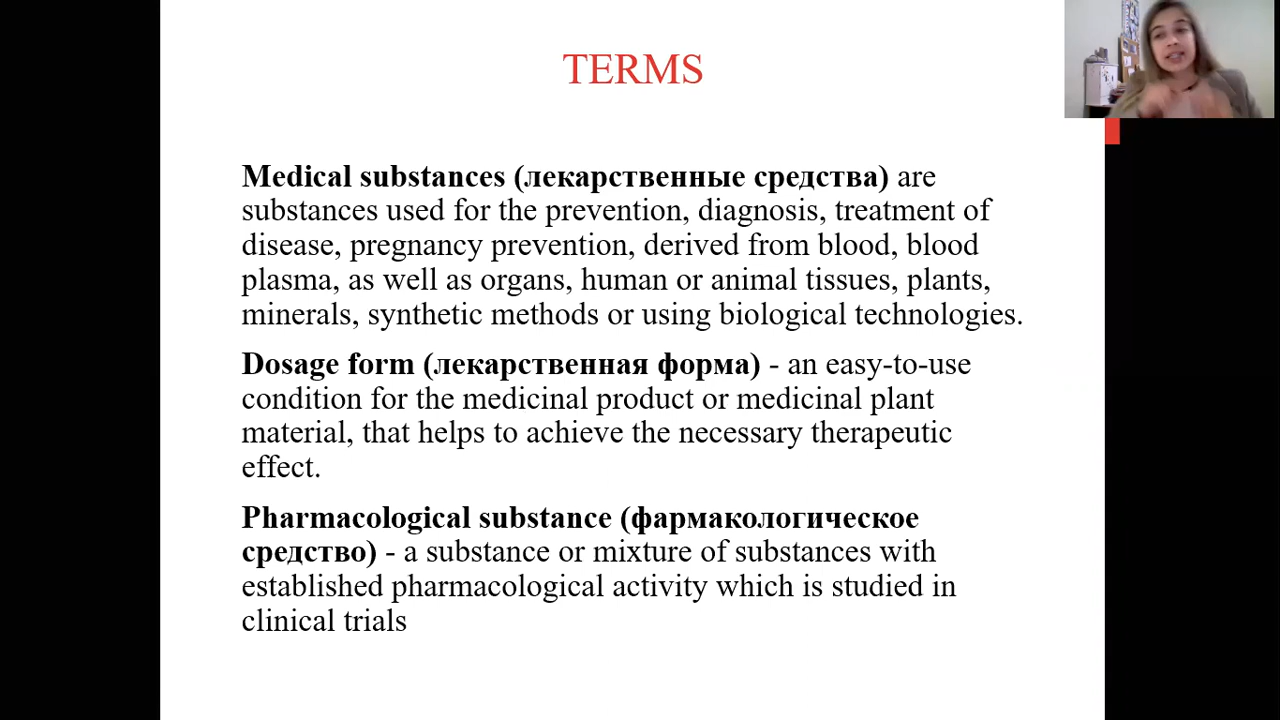 TERMS
Medical substances (лекарственные средства) are
substances used for the prevention, diagnosis, treatment of
disease, pregnancy prevention, derived from blood, blood
plasma, as well as organs, human or animal tissues, plants,
minerals, synthetic methods or using biological technologies.
Dosage form (лекарственная форма) - an easy-to-use
condition for the medicinal product or medicinal plant
material, that helps to achieve the necessary therapeutic
effect.
Pharmacological substance (фармакологическое
средство) - a substance or mixture of substances with
established pharmacological activity which is studied in
clinical trials